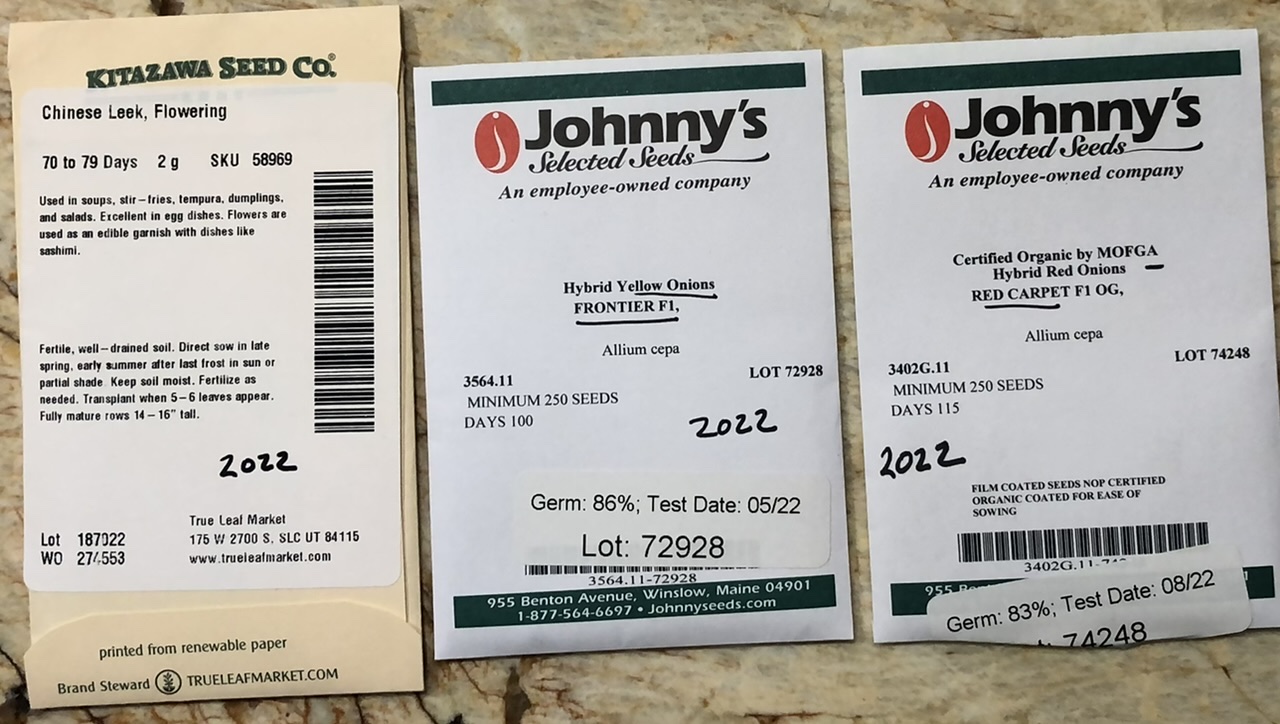 KITAZAWA SEED CO.®
Chinese Leek, Flowering
70 to 79 Days 2 g SKU 58969
Used in soups, stir-fries, tempura, dumplings,
and salads. Excellent in egg dishes. Flowers are
used as an edible garnish with dishes like
sashimi.
Fertile, well-drained soil. Direct sow in late
spring, early summer after last frost in sun or
partial shade. Keep soil moist. Fertilize as
needed. Transplant when 5-6 leaves appear.
Fully mature rows 14-16" tall.
2022
Lot 187022
WO 274553
True Leaf Market
175 W 2700 S, SLC UT 84115
www.trueleafmarket.com
printed from renewable paper
Brand Steward TRUELEAFMARKET.COM
Johnny's
Selected Seeds
An employee-owned company
Hybrid Yellow Onions
FRONTIER F1,
Allium cepa
3564.11 LOT 72928
MINIMUM 250 SEEDS
DAYS 100
2022
Germ: 86%; Test Date: 05/22
Lot: 72928
3564.11-72928
955 Benton Avenue, Winslow, Maine 04901
1-877-564-6697 • Johnnyseeds.com
Johnny's
Selected Seeds
An employee-owned company
Certified Organic by MOFGA
Hybrid Red Onions
RED CARPET F1 OG,
Allium cepa
3402G.11 LOT 74248
MINIMUM 250 SEEDS
DAYS 115
2022
FILM COATED SEEDS NOP CERTIFIED
ORGANIC COATED FOR EASE OF
SOWING
3402G.11-
955
Germ: 83%; Test Date: 08/22
74248